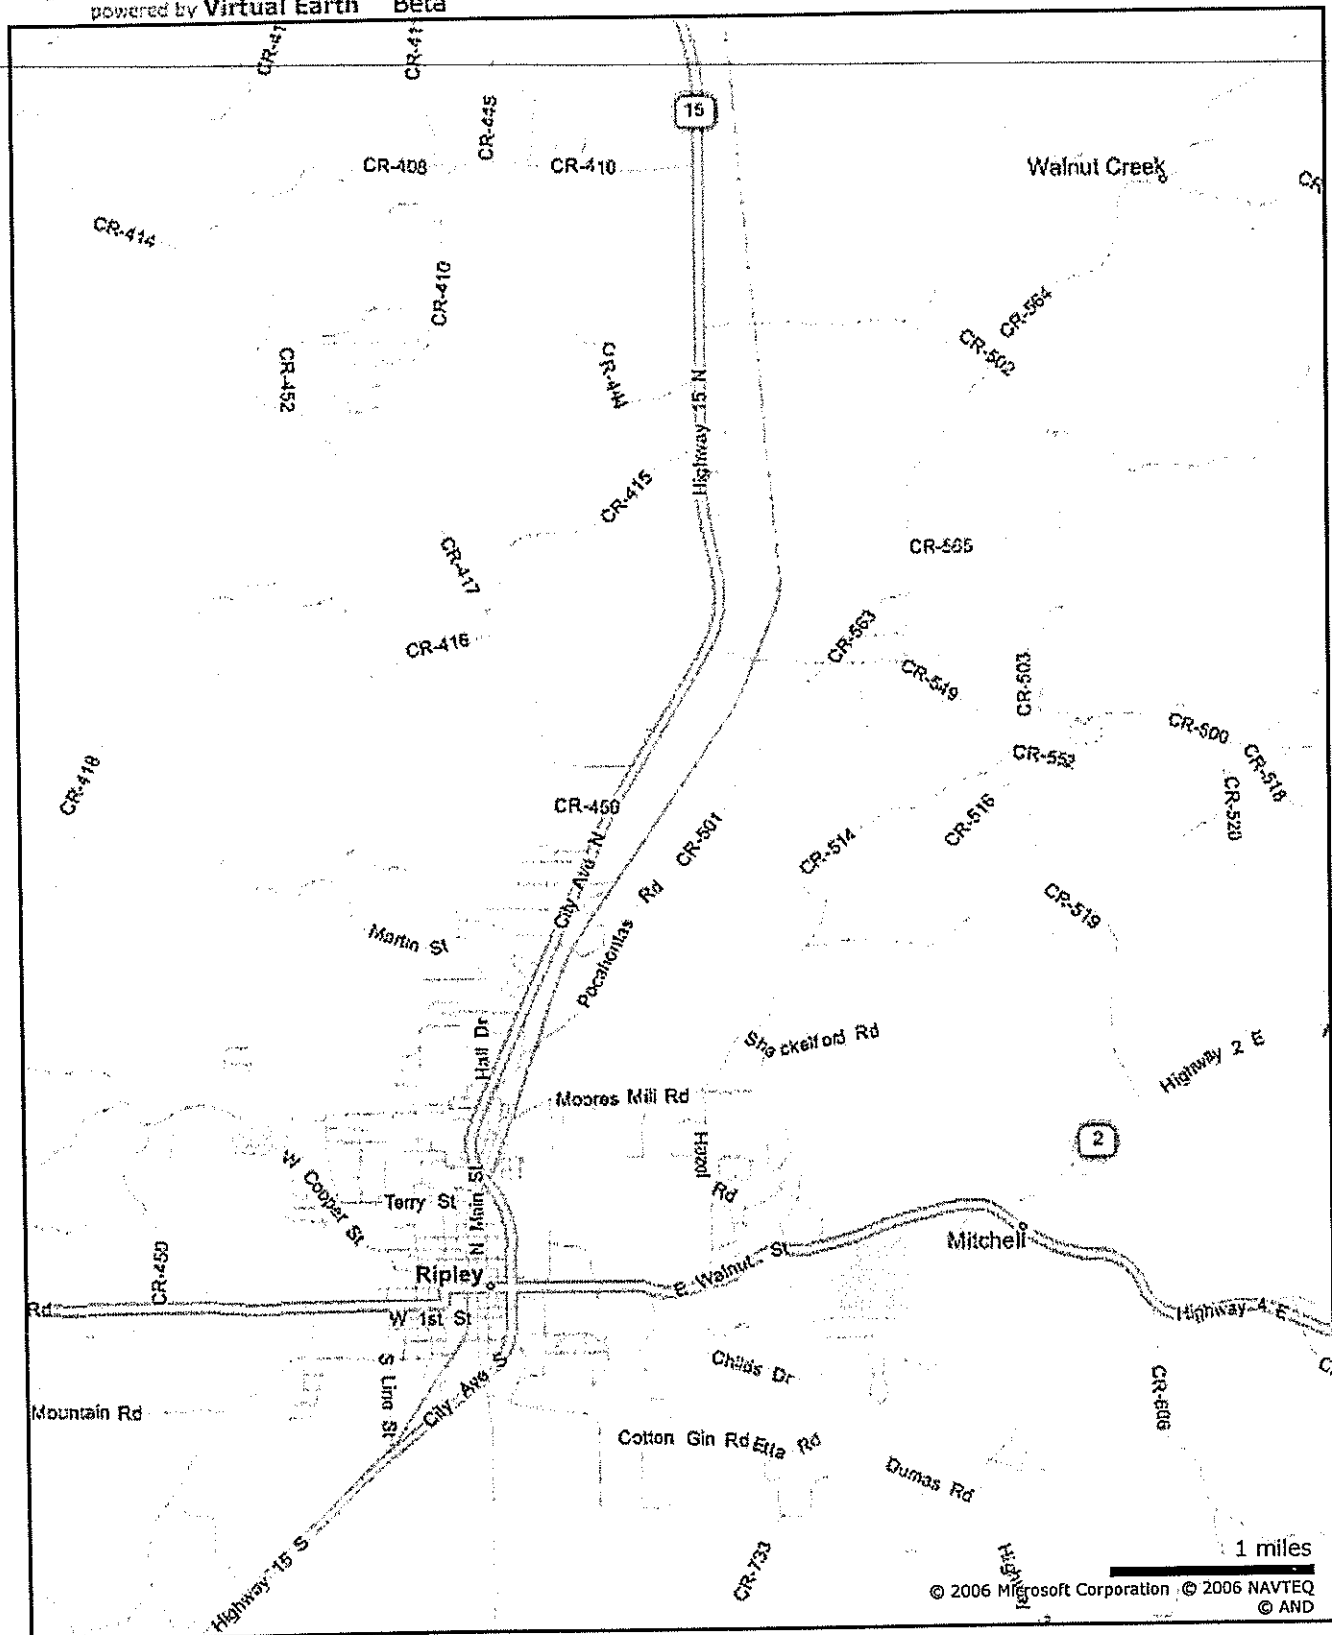 powered by Virtual Earth Beta
CR-41
CR-41
CR-445
15
CR-408
CR-410
Walnut Creek
CR
CR-414
CR-410
CR-564
CR-502
CR-452
CR-444
Highway 15 N
CR-415
CR-417
CR-565
CR-416
CR-563
CR-549
CR-503
CR-500
CR-418
CR-552
CR-518
CR-450
CR-501
CR-516
CR-520
City Ave N
CR-514
Pocahontas Rd
CR-519
Martin St
Hall Dr
Shackelford Rd
Highway 2 E
Moores Mill Rd
2
Hazel Rd
W Cooper St
Terry St
N Main St
CR-450
Mitchell
Ripley
E Walnut St
Rd
W 1st St
Highway 4 E
S Line St
City Ave S
Childs Dr
C
CR-606
Mountain Rd
Cotton Gin Rd
Etta Rd
Dumas Rd
Highway 15 S
CR-733
1 miles
© 2006 Microsoft Corporation © 2006 NAVTEQ
© AND